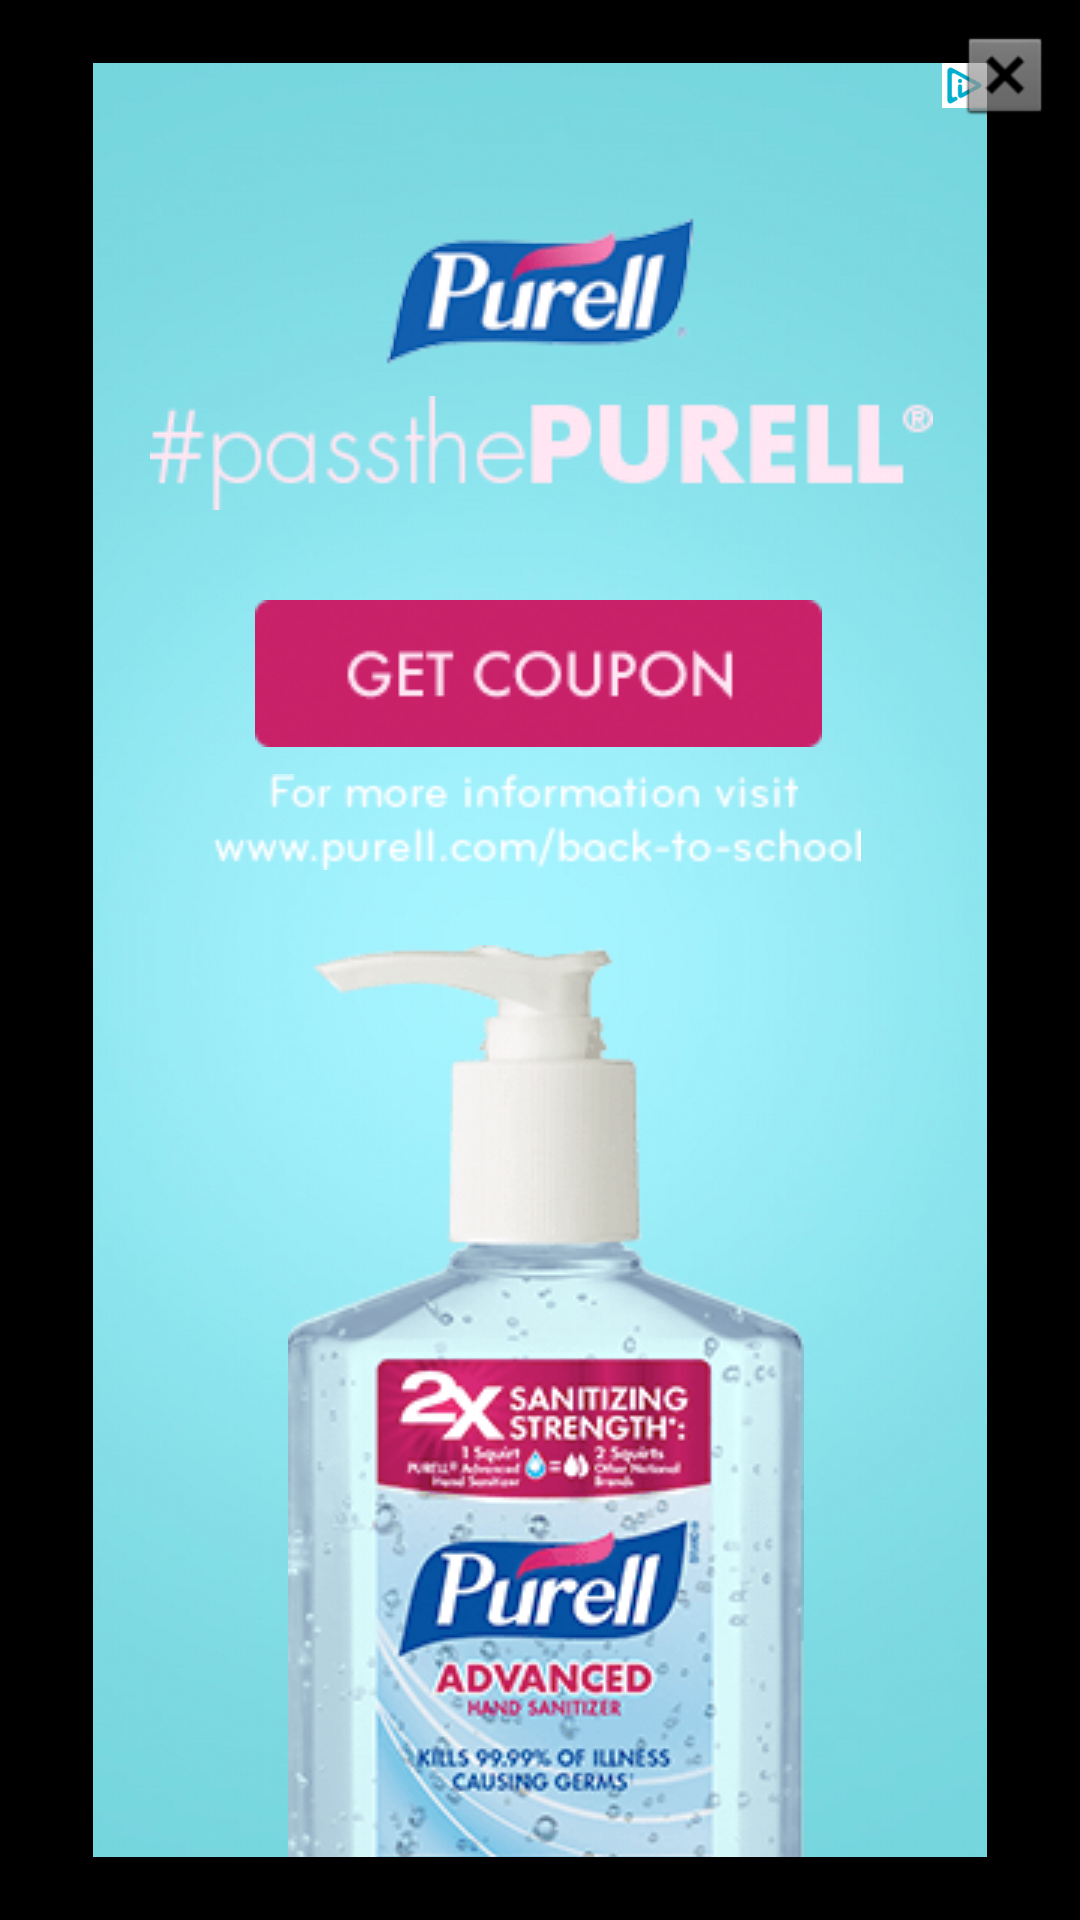 Purell
#passthePURELL®
GET COUPON
For more information visit
www.purell.com/back-to-school
2X SANITIZING
STRENGTH*:
1 Squirt
PURELL® Advanced
Hand Sanitizer
=
2 Squirts
Other National
Brands
Purell
ADVANCED
HAND SANITIZER
KILLS 99.99% OF ILLNESS
CAUSING GERMS